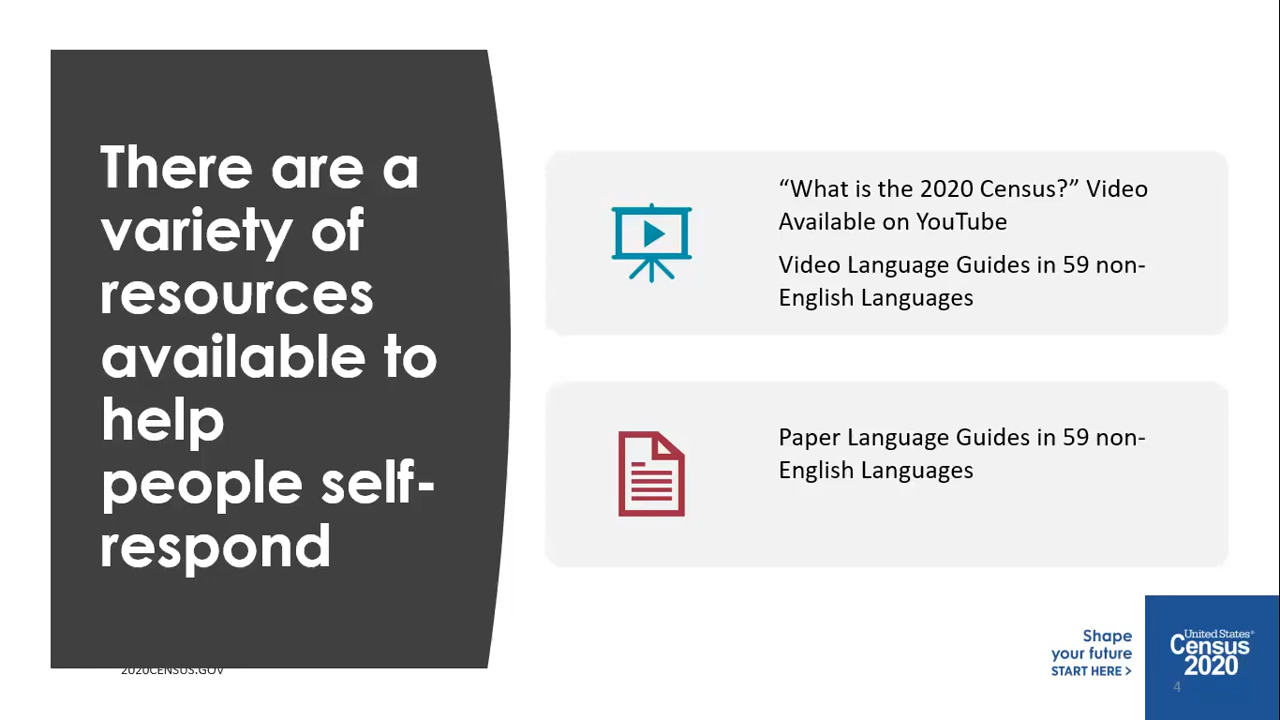 There are a
variety of
resources
available to
help
people self-
respond
“What is the 2020 Census?” Video
Available on YouTube
Video Language Guides in 59 non-
English Languages
Paper Language Guides in 59 non-
English Languages
2020CENSUS.GOV
Shape
your future
START HERE >
United States®
Census
2020
4